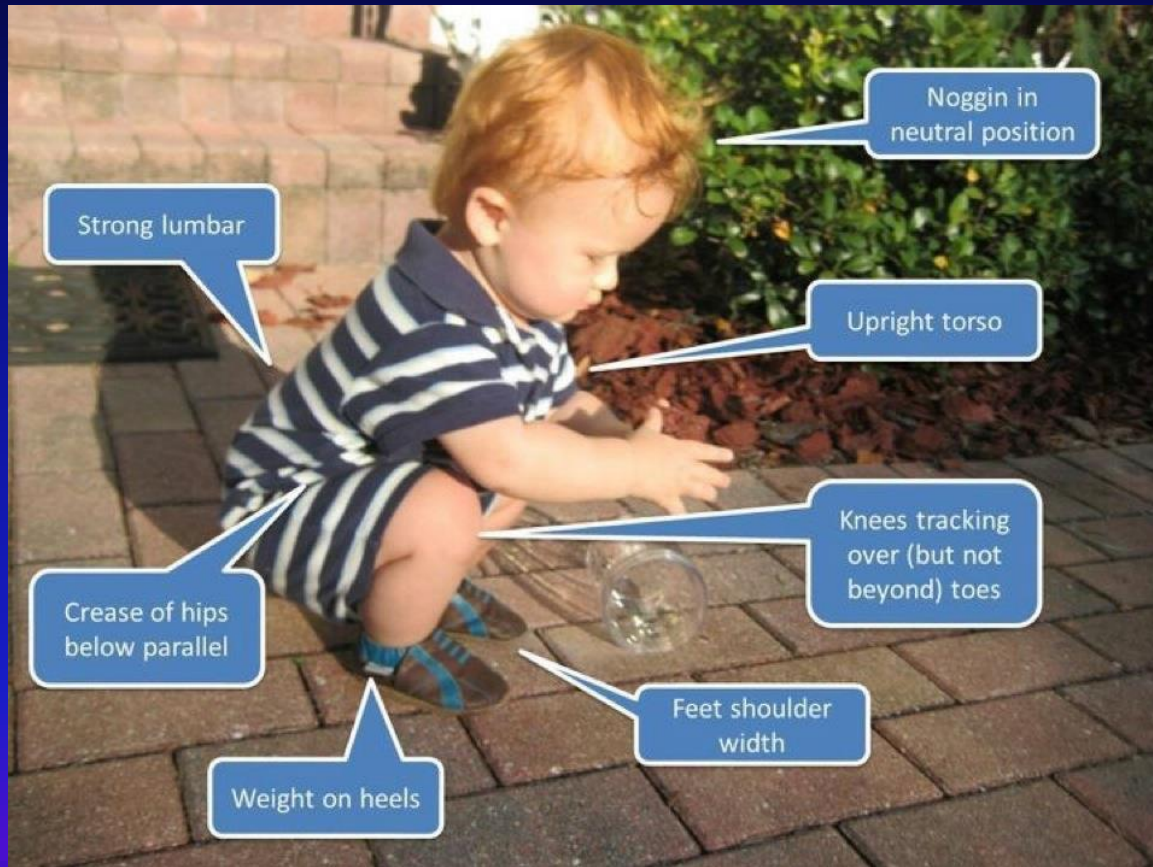 Noggin in
neutral position
Strong lumbar
Upright torso
Knees tracking
over (but not
beyond) toes
Crease of hips
below parallel
Feet shoulder
width
Weight on heels